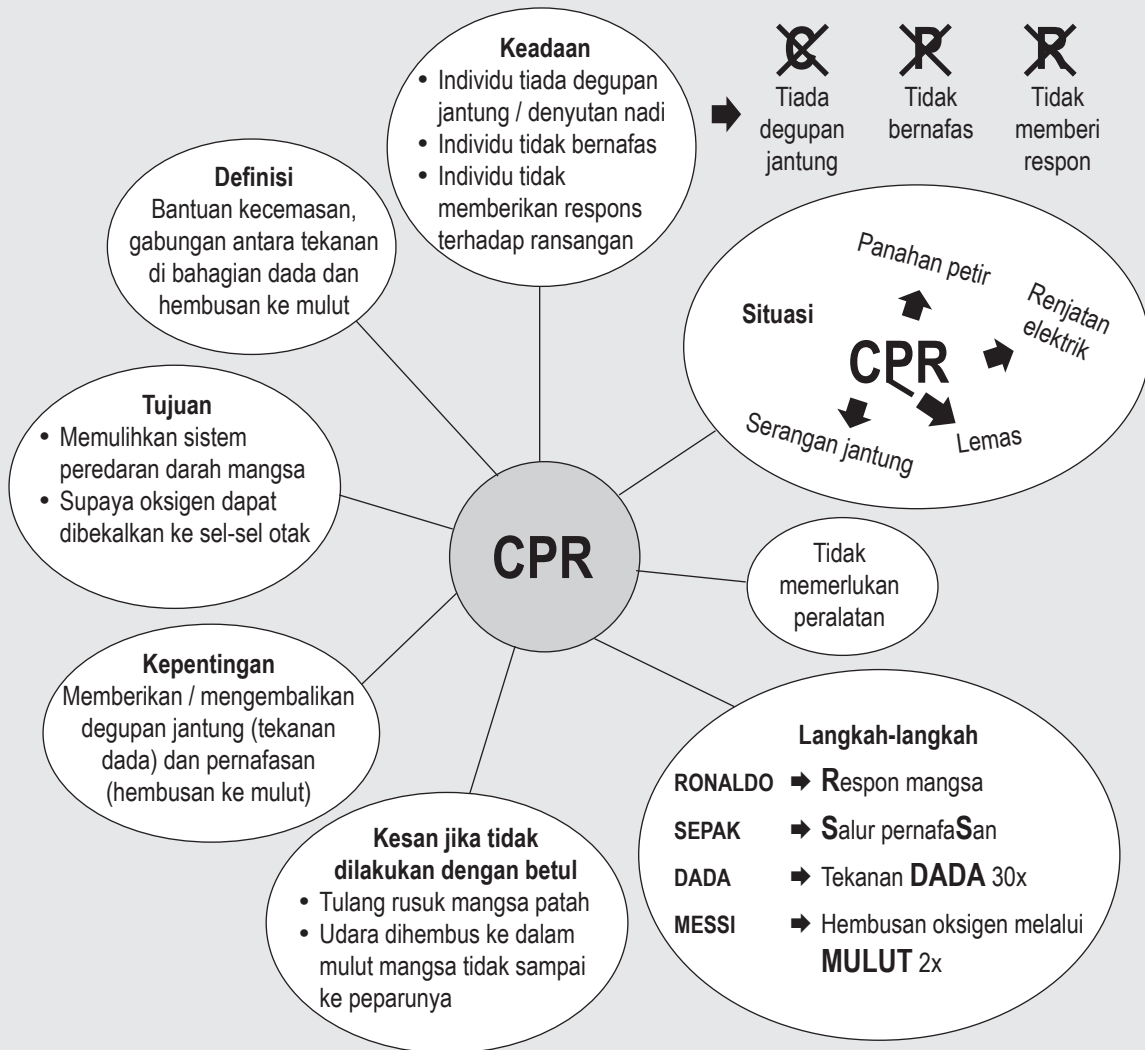 Keadaan
• Individu tiada degupan
jantung / denyutan nadi
• Individu tidak bernafas
• Individu tidak
memberikan respons
terhadap ransangan
C P R
Tiada
degupan
jantung
Tidak
bernafas
Tidak
memberi
respon
Definisi
Bantuan kecemasan,
gabungan antara tekanan
di bahagian dada dan
hembusan ke mulut
Situasi
CPR
Panahan petir
Renjatan
elektrik
Lemas
Serangan jantung
Tujuan
• Memulihkan sistem
peredaran darah mangsa
• Supaya oksigen dapat
dibekalkan ke sel-sel otak
CPR
Tidak
memerlukan
peralatan
Kepentingan
Memberikan / mengembalikan
degupan jantung (tekanan
dada) dan pernafasan
(hembusan ke mulut)
Kesan jika tidak
dilakukan dengan betul
• Tulang rusuk mangsa patah
• Udara dihembus ke dalam
mulut mangsa tidak sampai
ke peparunya
Langkah-langkah
RONALDO ➡ Respon mangsa
SEPAK ➡ Salur pernafaSan
DADA ➡ Tekanan DADA 30x
MESSI ➡ Hembusan oksigen melalui
MULUT 2x